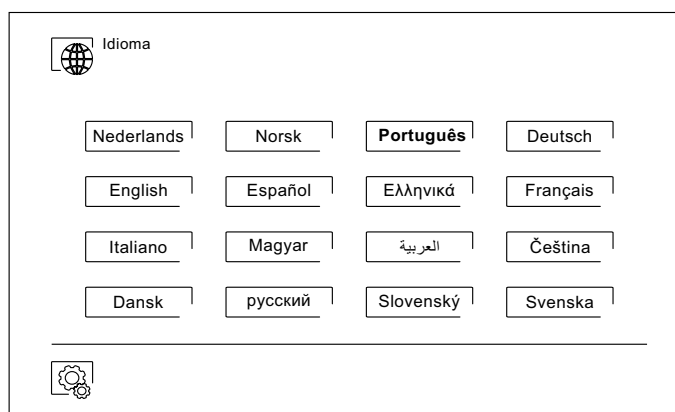 Idioma
Nederlands Norsk Português Deutsch
English Español Ελληνικά Français
Italiano Magyar العربية Čeština
Dansk русский Slovenský Svenska